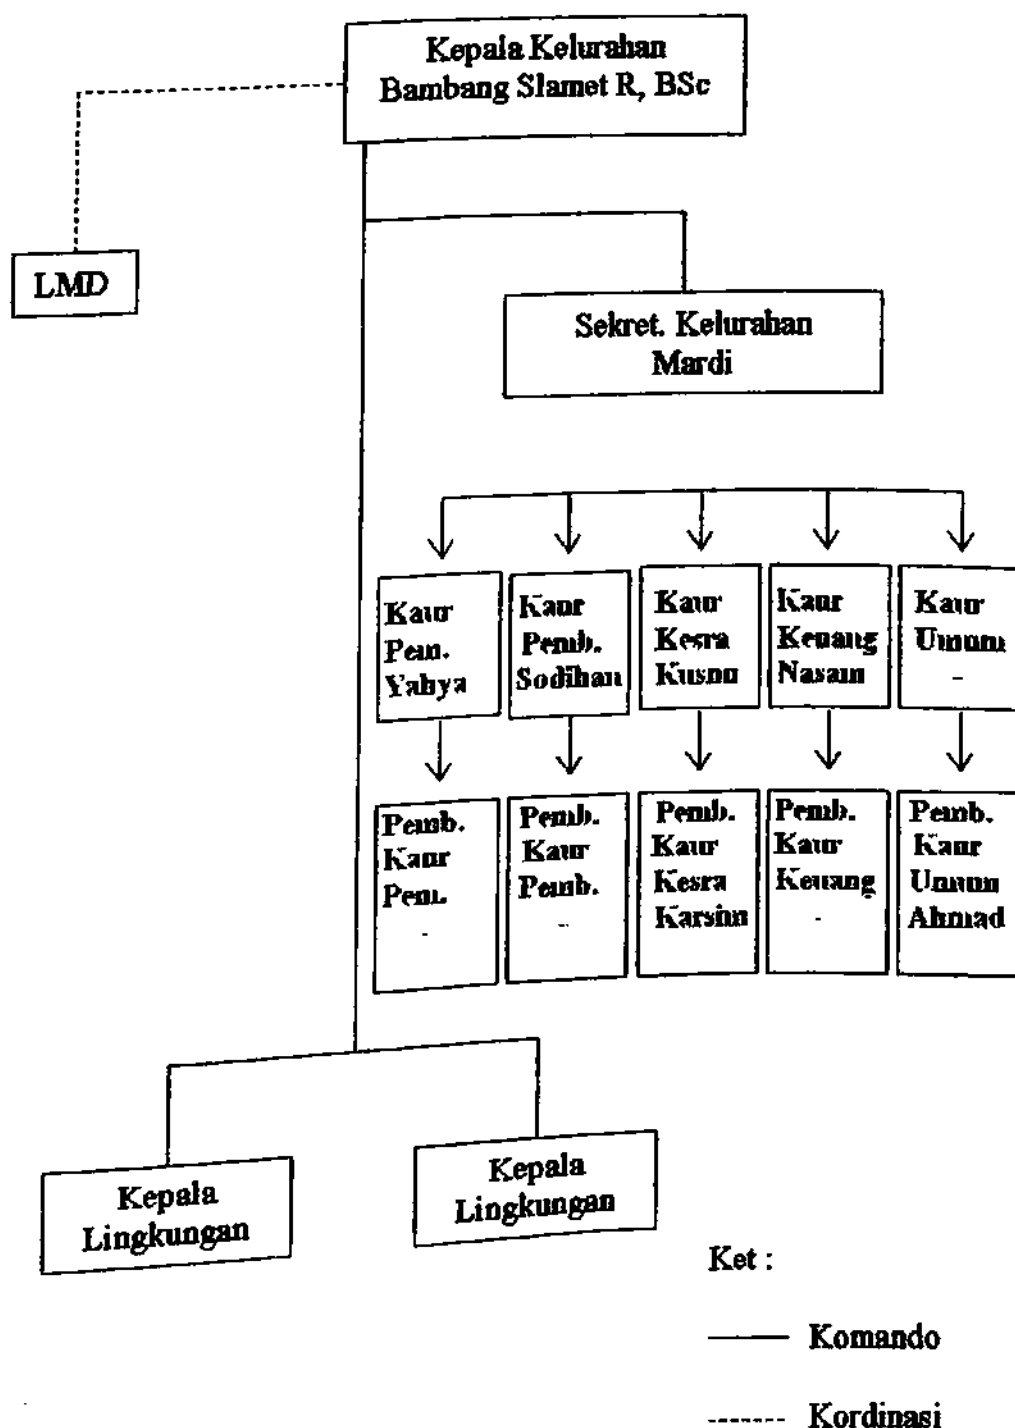 Kepala Kelurahan
Bambang Slamet R, BSc
LMD
Sekret. Kelurahan
Mardi
Kaur
Pem.
Yahya
Kaur
Pemb.
Sodihan
Kaur
Kesra
Kusnu
Kaur
Keuang
Nasam
Kaur
Umum
-
Pemb.
Kaur
Pem.
-
Pemb.
Kaur
Pemb.
-
Pemb.
Kaur
Kesra
Pemb.
Kaur
Keuang
-
Pemb.
Kaur
Umum
Ahmad
Kepala
Lingkungan
Kepala
Lingkungan
Ket :
Komando
Kordinasi